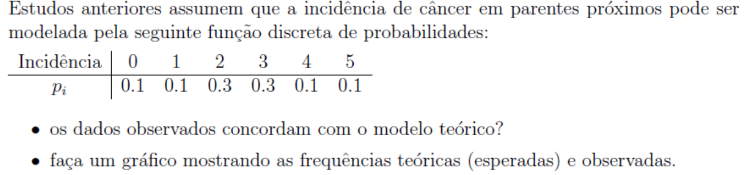 Estudos anteriores assumem que a incidência de câncer em parentes próximos pode ser
modelada pela seguinte função discreta de probabilidades:
Incidência 0 1 2 3 4 5
pᵢ 0.1 0.1 0.3 0.3 0.1 0.1
• os dados observados concordam com o modelo teórico?
• faça um gráfico mostrando as frequências teóricas (esperadas) e observadas.